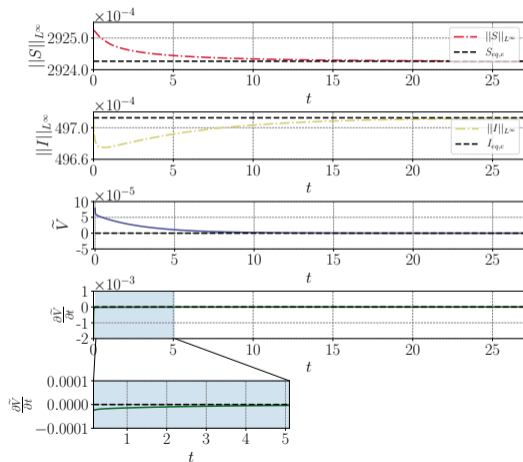 ×10⁻⁴
||S||_{L∞}
2925.0
2924.0
||S||_{L∞}
S_{eq,e}
0 5 10 15 20 25
t
×10⁻⁴
||I||_{L∞}
497.0
496.6
||I||_{L∞}
I_{eq,e}
0 5 10 15 20 25
t
×10⁻⁵
Ṽ
10
5
0
-5
0 5 10 15 20 25
t
×10⁻³
∂Ṽ/∂t
1
0
−1
−2
0 5 10 15 20 25
t
∂Ṽ/∂t
0.0001
0.0000
−0.0001
1 2 3 4 5
t